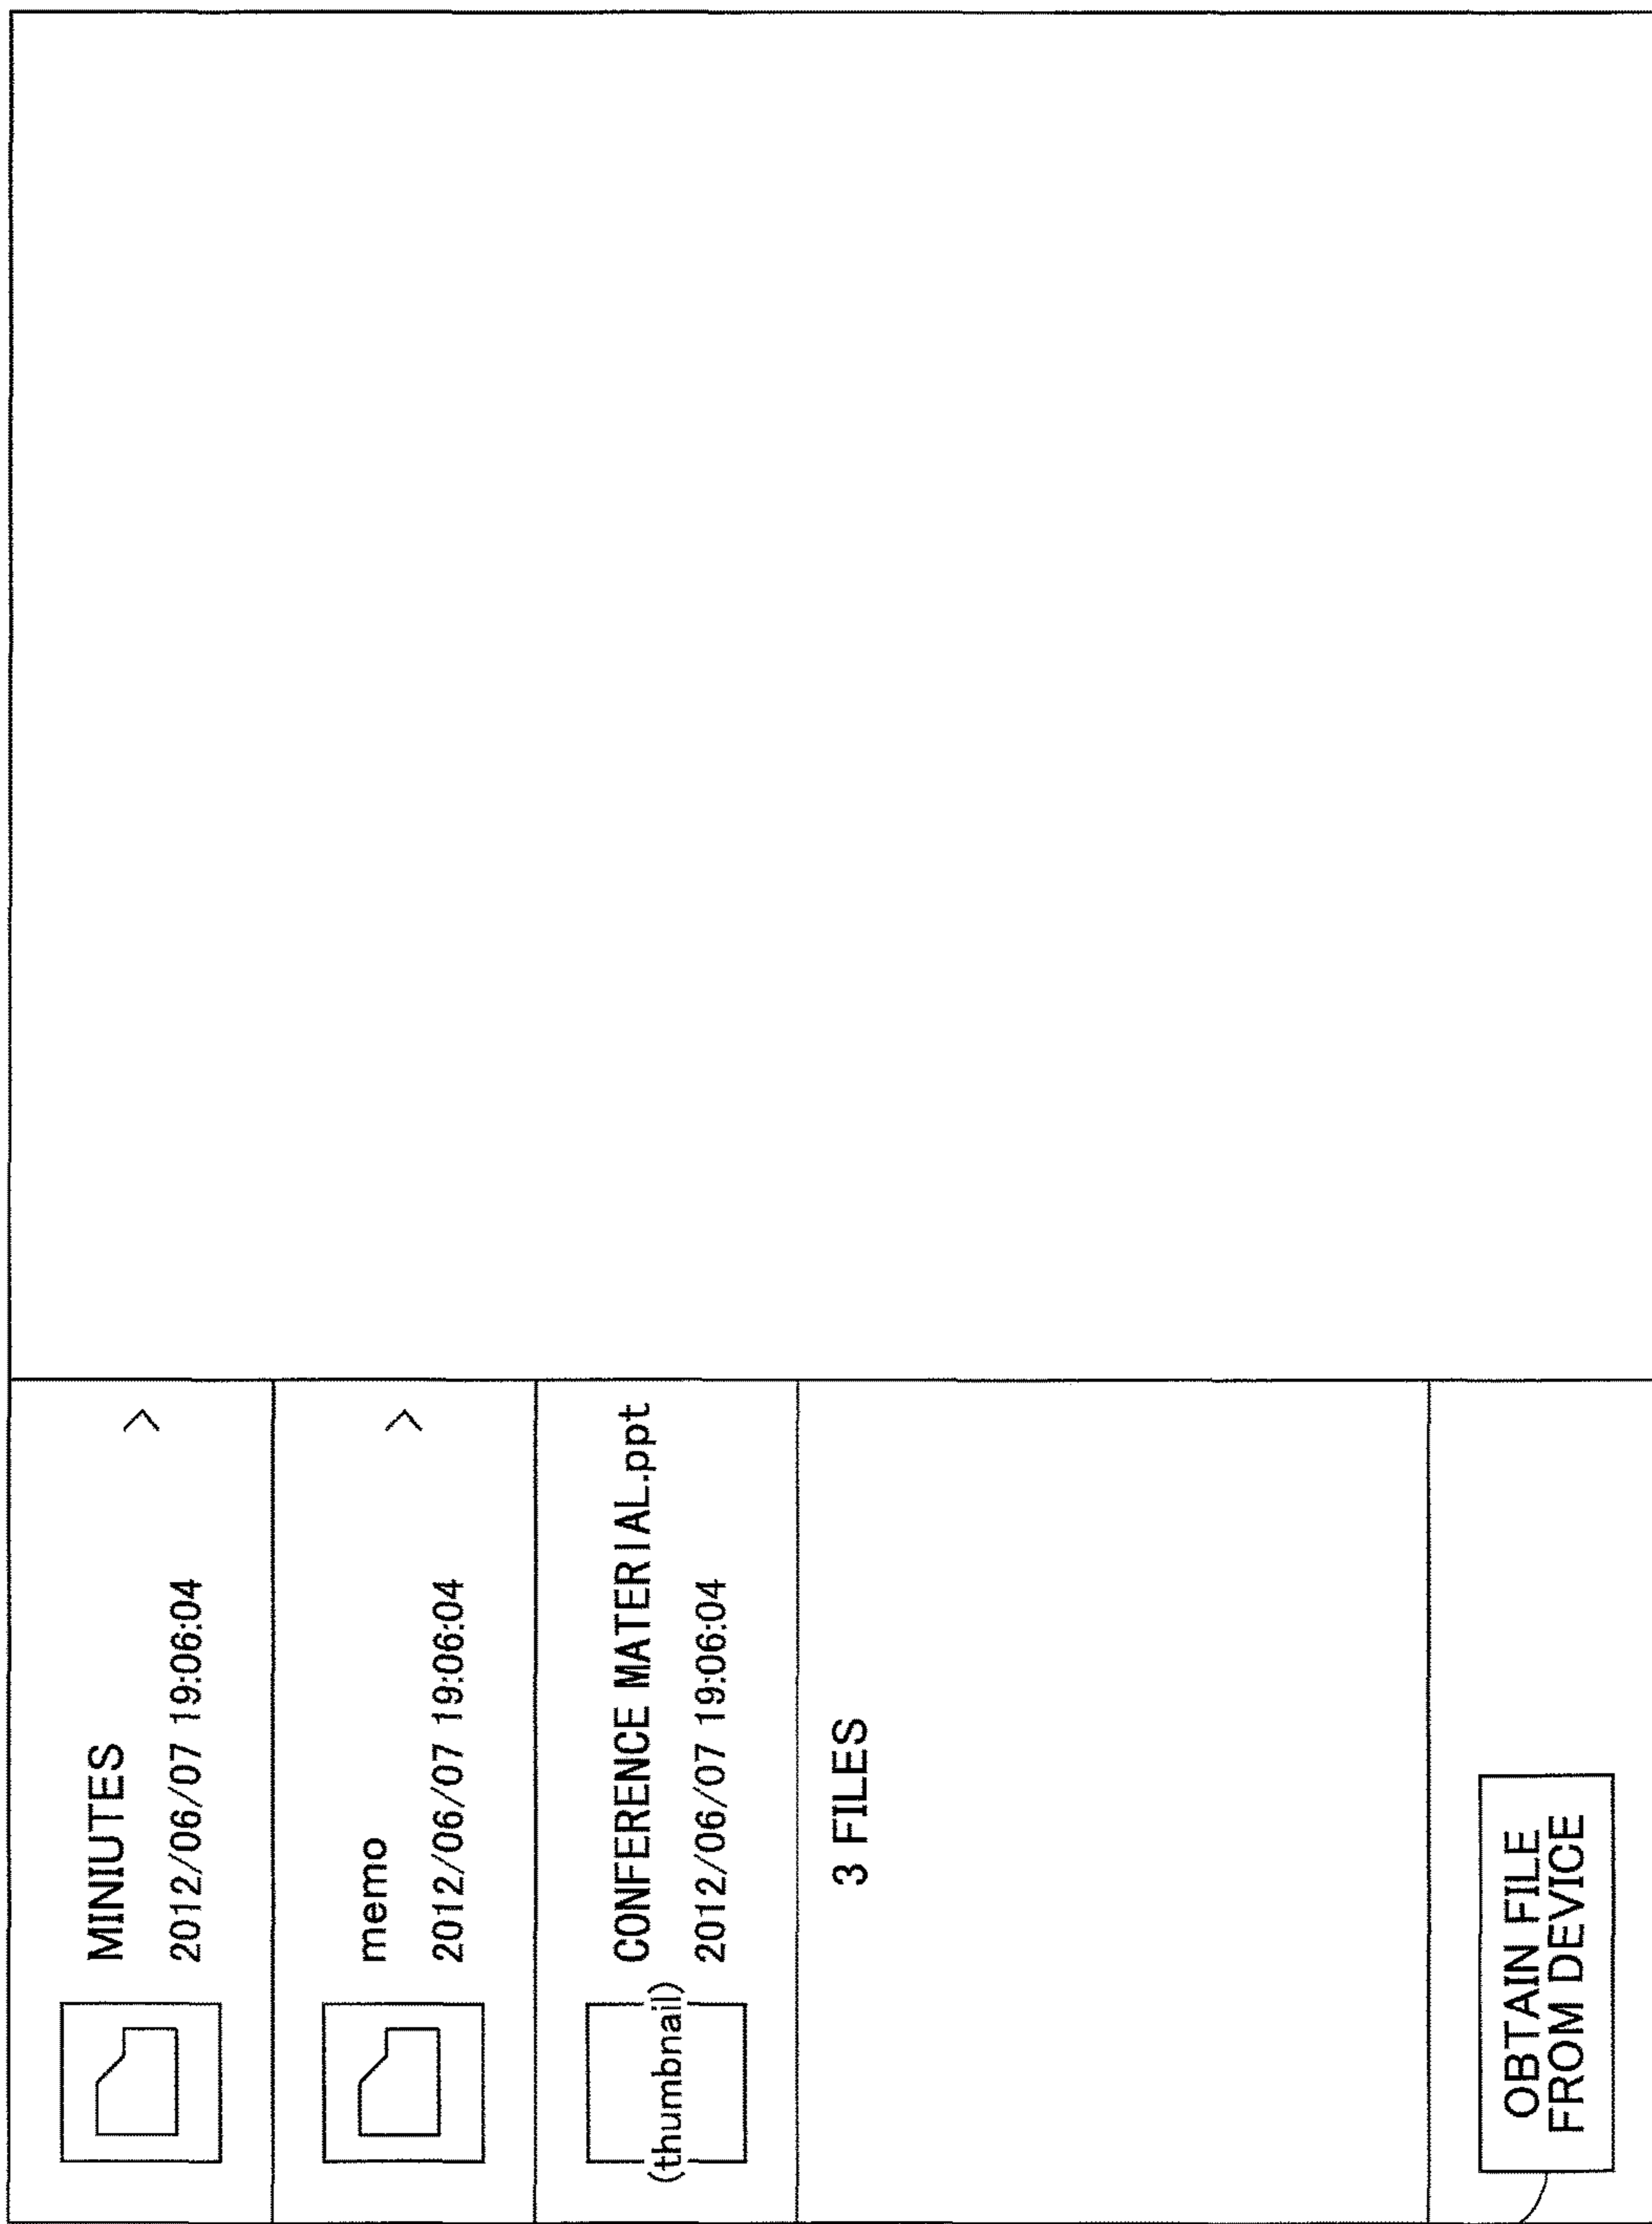 MINIUTES
>
2012/06/07 19:06:04
memo
>
2012/06/07 19:06:04
(thumbnail)
CONFERENCE MATERIAL.ppt
2012/06/07 19:06:04
3 FILES
OBTAIN FILE
FROM DEVICE